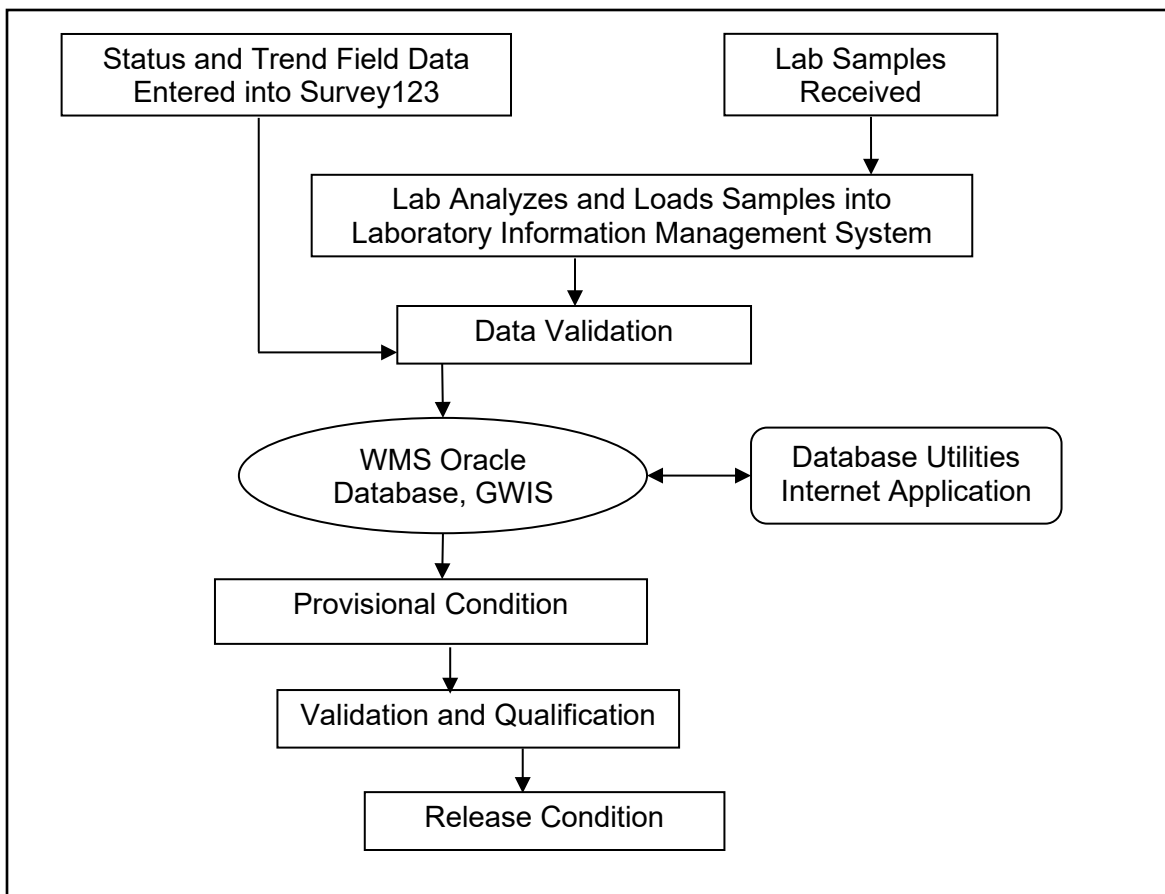 Status and Trend Field Data
Entered into Survey123
Lab Samples
Received
Lab Analyzes and Loads Samples into
Laboratory Information Management System
Data Validation
WMS Oracle
Database, GWIS
Database Utilities
Internet Application
Provisional Condition
Validation and Qualification
Release Condition